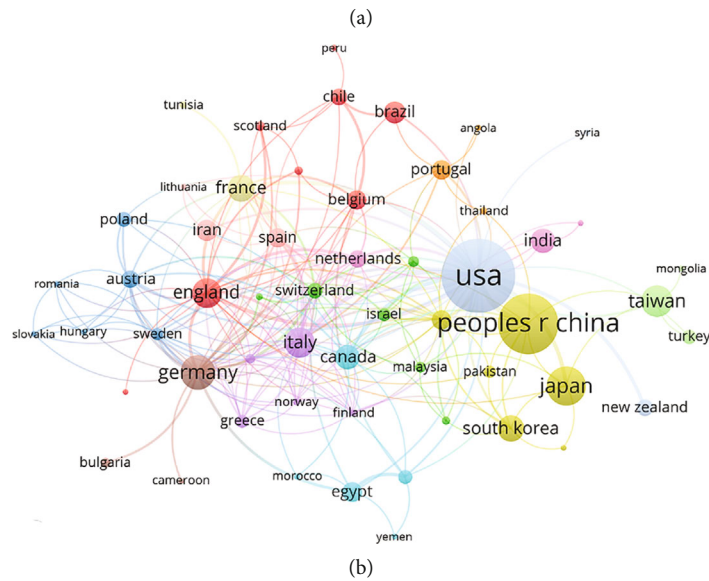 (a)
peru
chile
brazil
tunisia
scotland
angola
syria
lithuania
france
belgium
portugal
poland
iran
spain
thailand
netherlands
india
austria
usa
mongolia
romania
england
switzerland
taiwan
slovakia
hungary
sweden
israel
peoples r china
turkey
italy
germany
canada
malaysia
pakistan
japan
norway
finland
new zealand
greece
south korea
bulgaria
cameroon
morocco
egypt
yemen
(b)